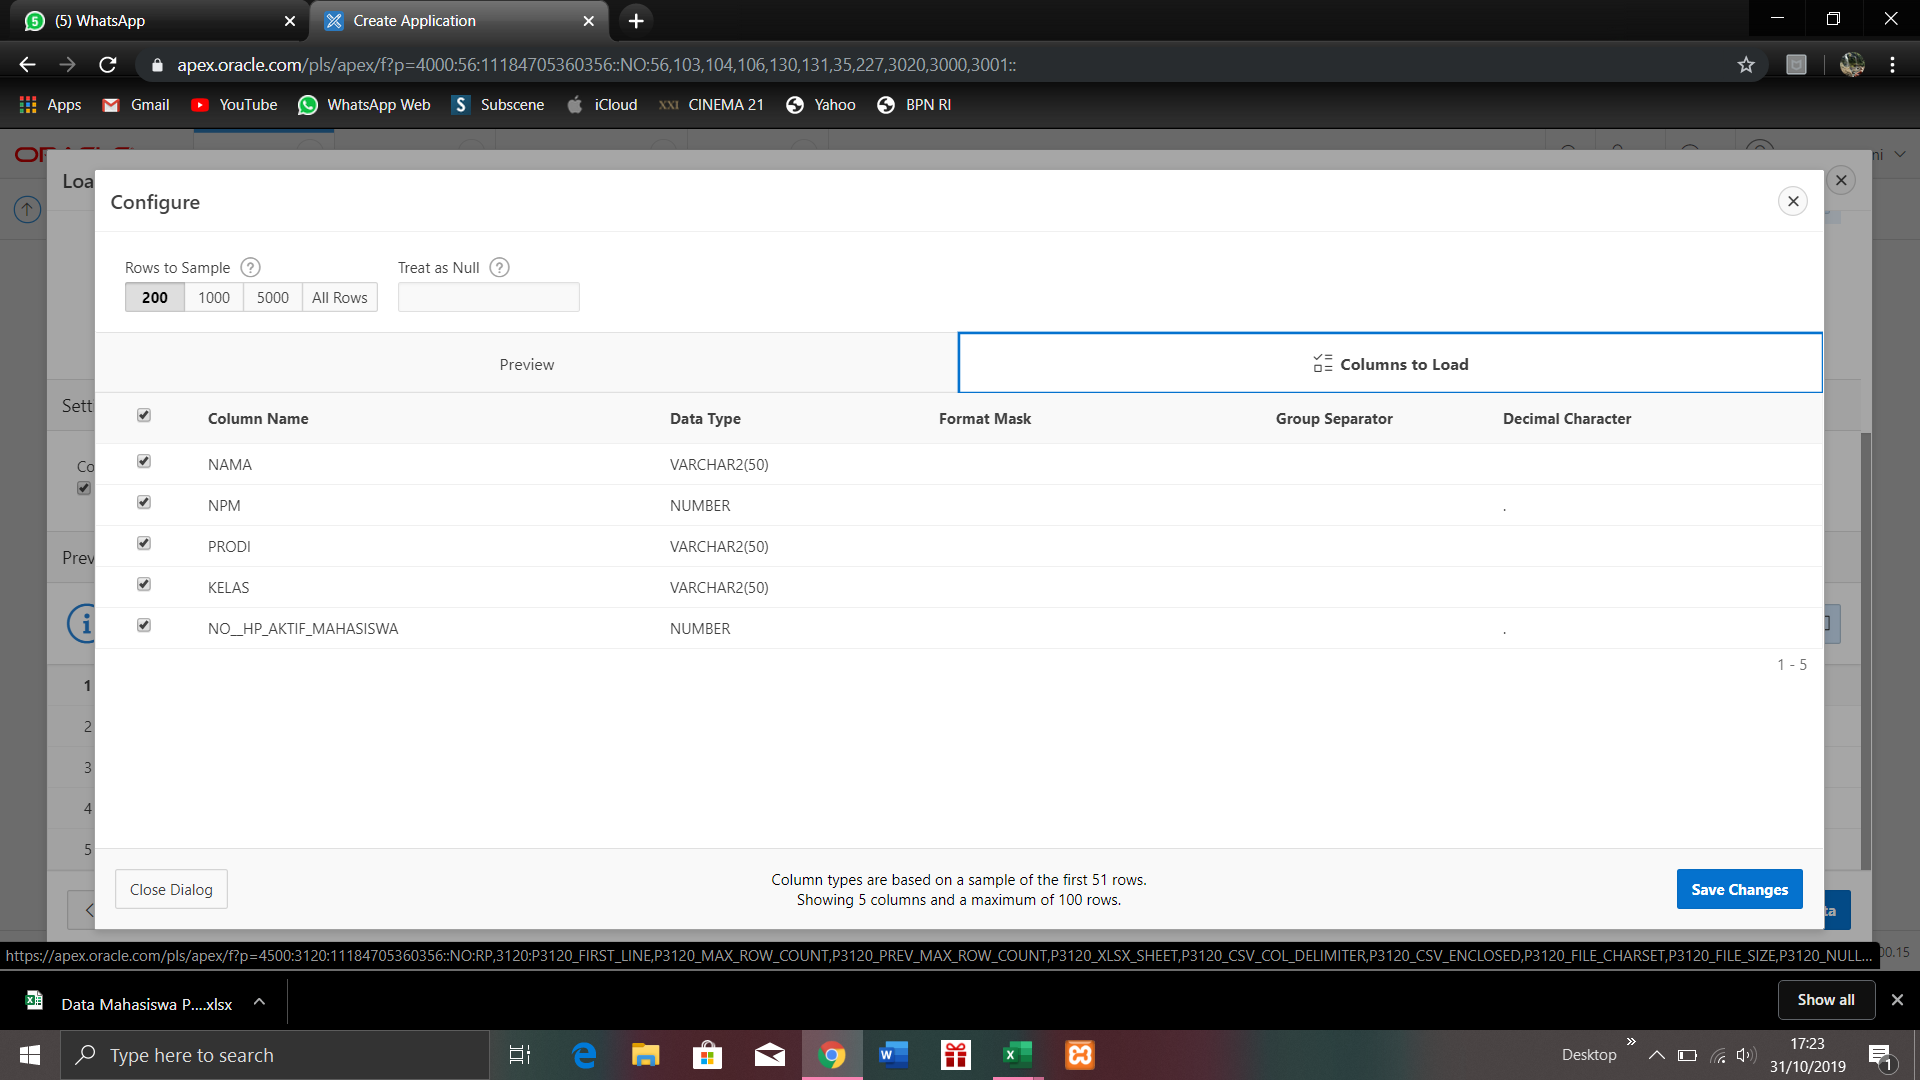 (5) WhatsApp
Create Application
apex.oracle.com/pls/apex/f?p=4000:56:11184705360356::NO:56,103,104,106,130,131,35,227,3020,3000,3001::
Apps Gmail YouTube WhatsApp Web Subscene iCloud XXI CINEMA 21 Yahoo BPN RI
ni
Loa
Configure
Rows to Sample ? Treat as Null ?
200 1000 5000 All Rows
Preview Columns to Load
Sett
Column Name Data Type Format Mask Group Separator Decimal Character
Co
NAMA VARCHAR2(50)
NPM NUMBER .
PRODI VARCHAR2(50)
Prev
KELAS VARCHAR2(50)
NO__HP_AKTIF_MAHASISWA NUMBER .
1 - 5
1
2
3
4
5
Close Dialog
Column types are based on a sample of the first 51 rows.
Showing 5 columns and a maximum of 100 rows.
Save Changes
ta
https://apex.oracle.com/pls/apex/f?p=4500:3120:11184705360356::NO:RP,3120:P3120_FIRST_LINE,P3120_MAX_ROW_COUNT,P3120_PREV_MAX_ROW_COUNT,P3120_XLSX_SHEET,P3120_CSV_COL_DELIMITER,P3120_CSV_ENCLOSED,P3120_FILE_CHARSET,P3120_FILE_SIZE,P3120_NULL...
00.15
Data Mahasiswa P....xlsx
Show all
Type here to search
Desktop
17:23
31/10/2019
1